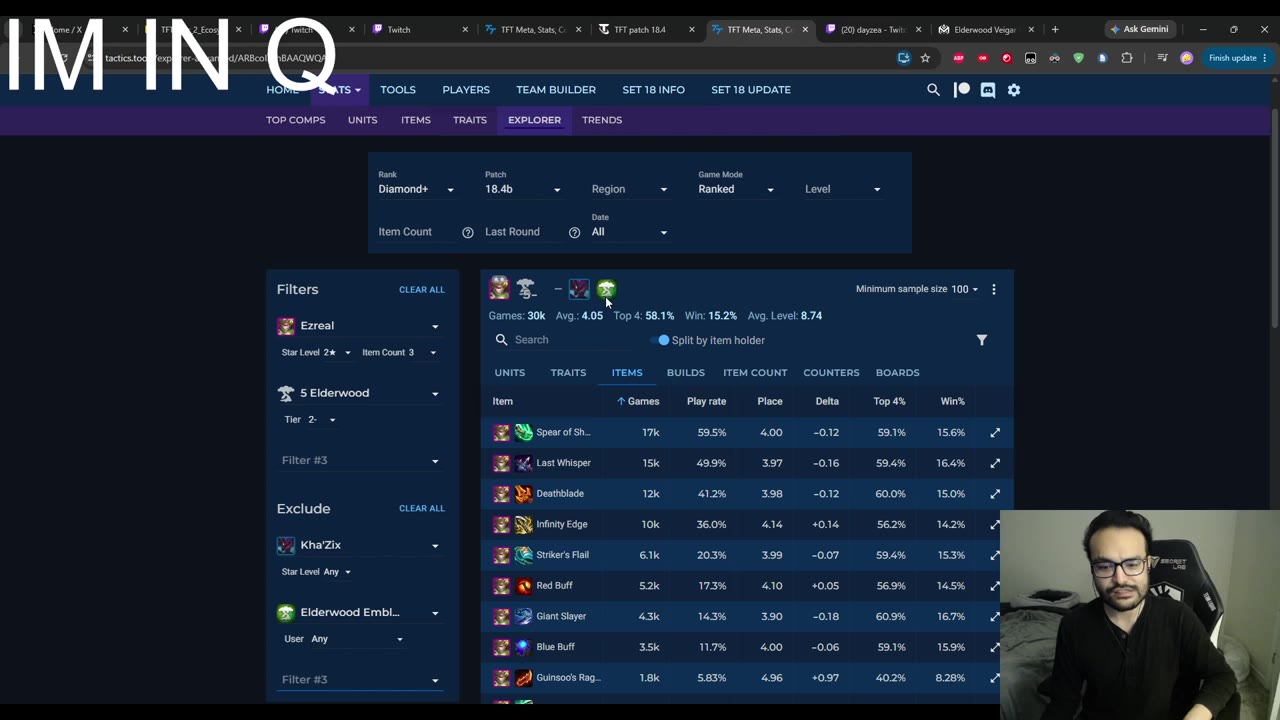 IM IN Q
ome / X
TF
2_Ecosy
Twitch
Twitch
TFT Meta, Stats, Co
TFT patch 18.4
TFT Meta, Stats, Co
(20) dayzea - Twitc
Elderwood Veigar
Ask Gemini
Finish update
HOME
STATS
TOOLS
PLAYERS
TEAM BUILDER
SET 18 INFO
SET 18 UPDATE
TOP COMPS
UNITS
ITEMS
TRAITS
EXPLORER
TRENDS
Rank
Diamond+
Patch
18.4b
Region
Game Mode
Ranked
Level
Item Count
Last Round
Date
All
Filters
CLEAR ALL
Ezreal
Star Level 2★
Item Count 3
5 Elderwood
Tier 2-
Filter #3
Exclude
CLEAR ALL
Kha'Zix
Star Level Any
Elderwood Embl...
User Any
Filter #3
Minimum sample size 100
Games: 30k Avg.: 4.05 Top 4: 58.1% Win: 15.2% Avg. Level: 8.74
Search
Split by item holder
UNITS TRAITS ITEMS BUILDS ITEM COUNT COUNTERS BOARDS
Item ↑ Games Play rate Place Delta Top 4% Win%
Spear of Sh... 17k 59.5% 4.00 -0.12 59.1% 15.6%
Last Whisper 15k 49.9% 3.97 -0.16 59.4% 16.4%
Deathblade 12k 41.2% 3.98 -0.12 60.0% 15.0%
Infinity Edge 10k 36.0% 4.14 +0.14 56.2% 14.2%
Striker's Flail 6.1k 20.3% 3.99 -0.07 59.4% 15.3%
Red Buff 5.2k 17.3% 4.10 +0.05 56.9% 14.5%
Giant Slayer 4.3k 14.3% 3.90 -0.18 60.9% 16.7%
Blue Buff 3.5k 11.7% 4.00 -0.06 59.1% 15.9%
Guinsoo's Rag... 1.8k 5.83% 4.96 +0.97 40.2% 8.28%
SECRET LAB